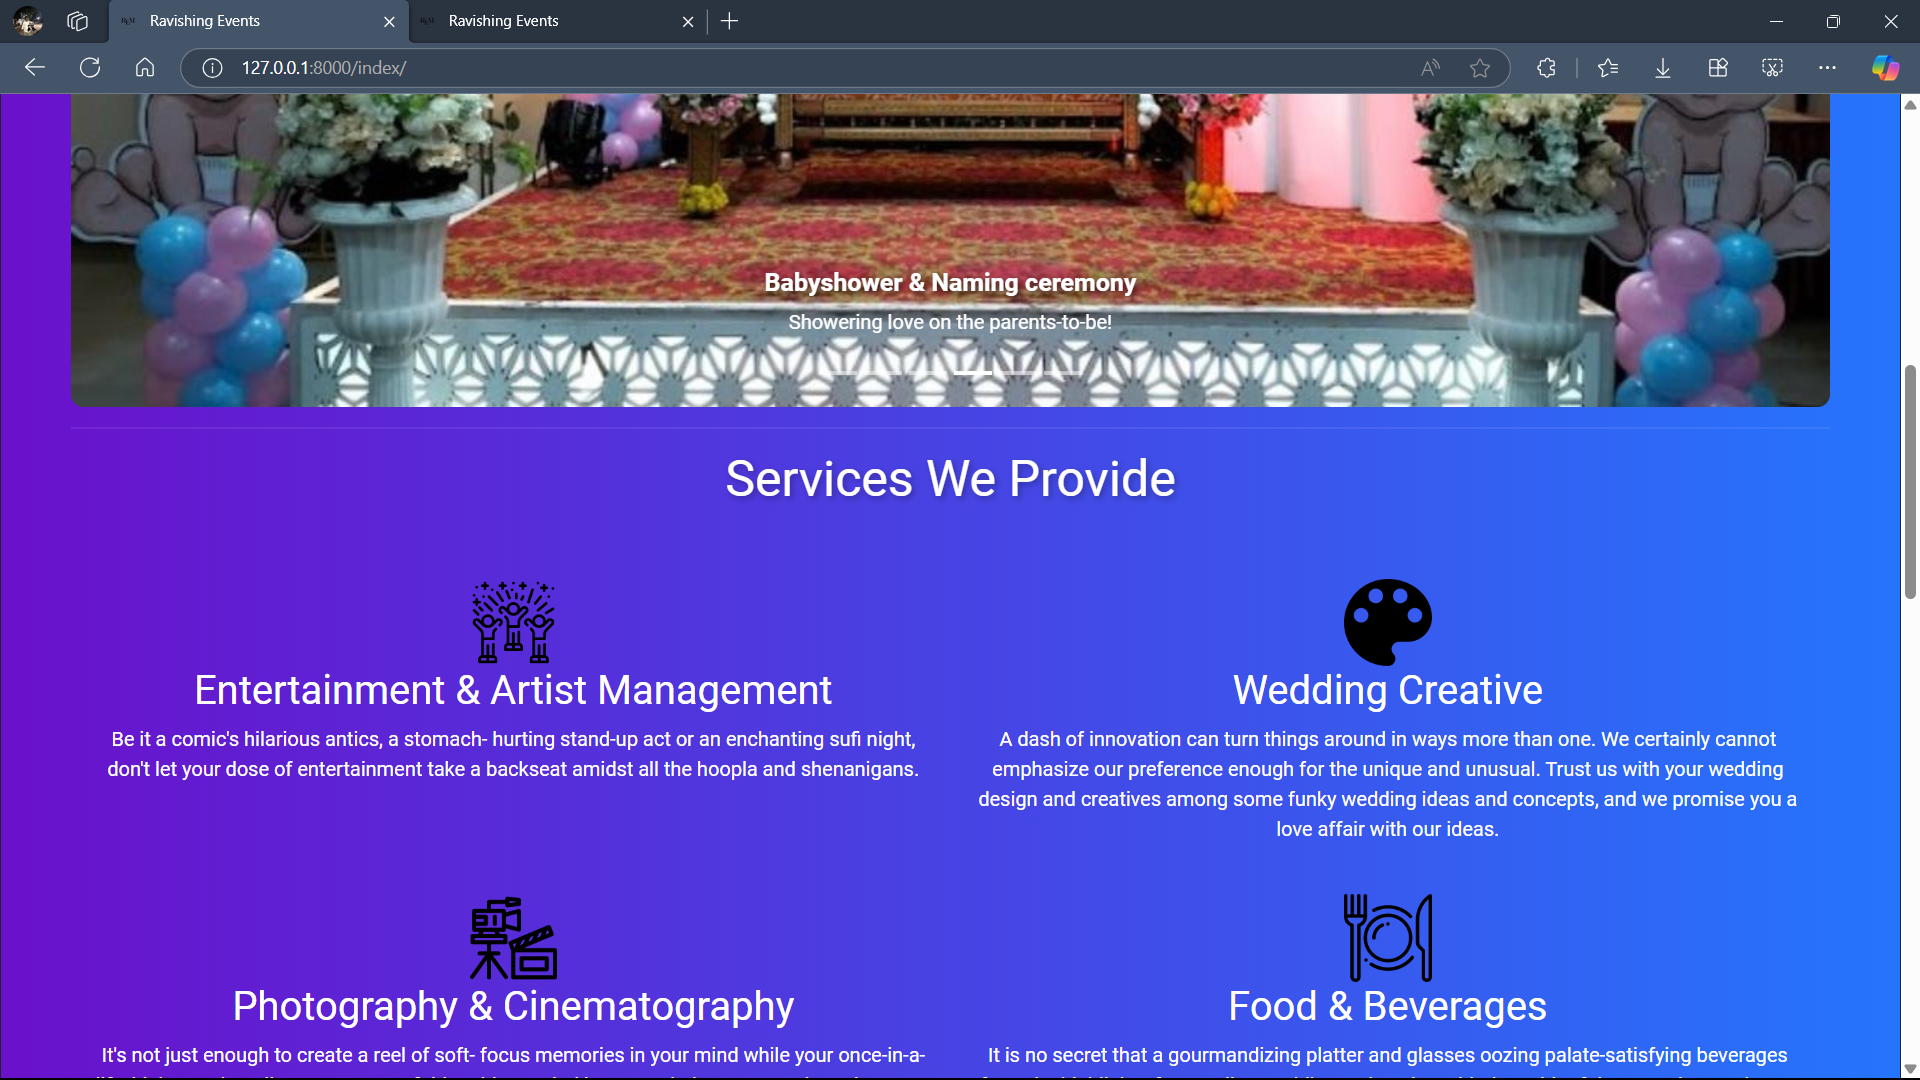 Ravishing Events
Ravishing Events
127.0.0.1:8000/index/
Babyshower & Naming ceremony
Showering love on the parents-to-be!
Services We Provide
Entertainment & Artist Management
Be it a comic's hilarious antics, a stomach- hurting stand-up act or an enchanting sufi night,
don't let your dose of entertainment take a backseat amidst all the hoopla and shenanigans.
Wedding Creative
A dash of innovation can turn things around in ways more than one. We certainly cannot
emphasize our preference enough for the unique and unusual. Trust us with your wedding
design and creatives among some funky wedding ideas and concepts, and we promise you a
love affair with our ideas.
Photography & Cinematography
It's not just enough to create a reel of soft- focus memories in your mind while your once-in-a-
Food & Beverages
It is no secret that a gourmandizing platter and glasses oozing palate-satisfying beverages